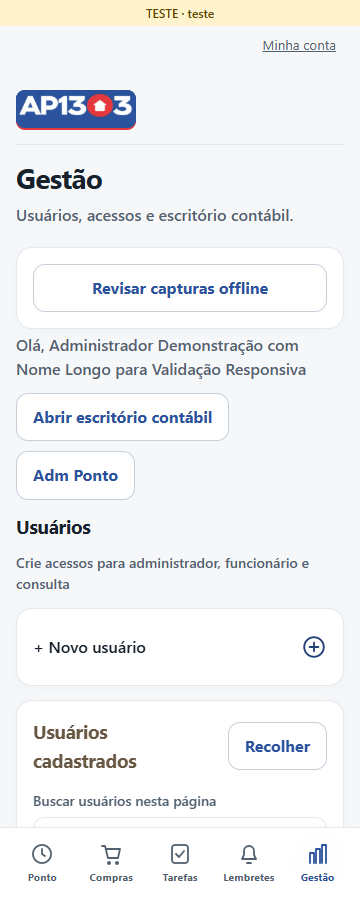 TESTE · teste
Minha conta
AP13 3
Gestão
Usuários, acessos e escritório contábil.
Revisar capturas offline
Olá, Administrador Demonstração com
Nome Longo para Validação Responsiva
Abrir escritório contábil
Adm Ponto
Usuários
Crie acessos para administrador, funcionário e
consulta
+ Novo usuário
Usuários
cadastrados
Recolher
Buscar usuários nesta página
Ponto
Compras
Tarefas
Lembretes
Gestão